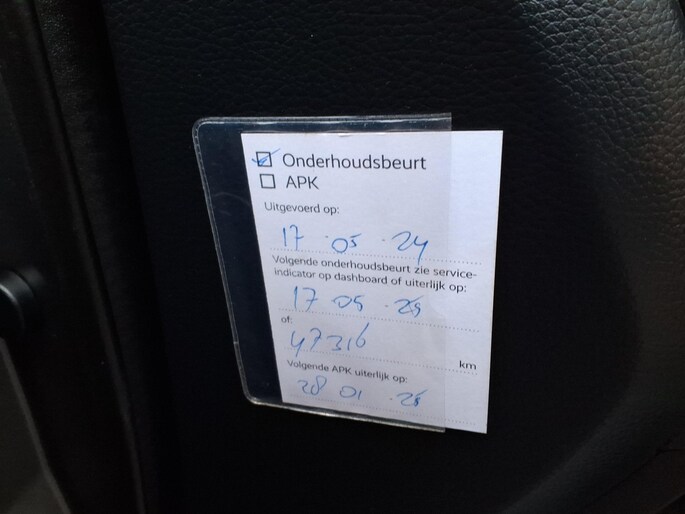 Onderhoudsbeurt
APK
Uitgevoerd op:
17 · 05 · 24
Volgende onderhoudsbeurt zie service-
indicator op dashboard of uiterlijk op:
17 05 · 25
of:
47316 km
Volgende APK uiterlijk op:
28 01 · 25